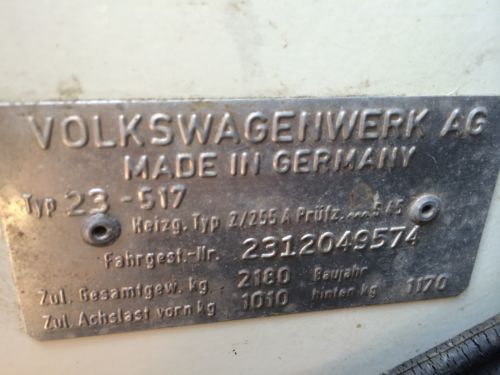 VOLKSWAGENWERK AG
MADE IN GERMANY
Typ 23-517
Heizg. Typ Z/255 A Prüfz. S/5
Fahrgest.-Nr. 2312049574
Zul. Gesamtgew. kg 2180 Baujahr
Zul. Achslast vorn kg 1010 hinten kg 1170